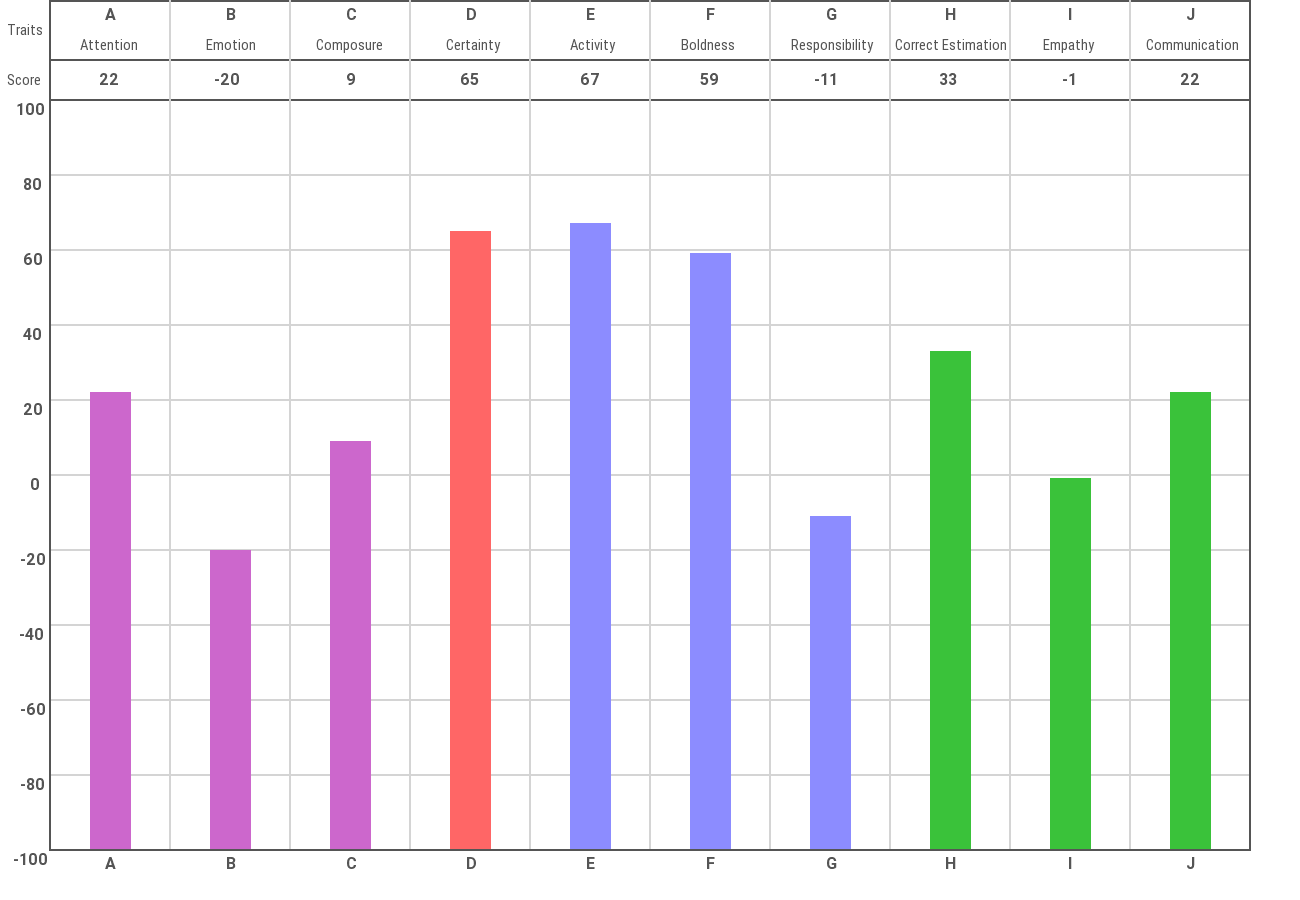 A B C D E F G H I J
Traits
Attention Emotion Composure Certainty Activity Boldness Responsibility Correct Estimation Empathy Communication
Score 22 -20 9 65 67 59 -11 33 -1 22
100
80
60
40
20
0
-20
-40
-60
-80
-100
A B C D E F G H I J